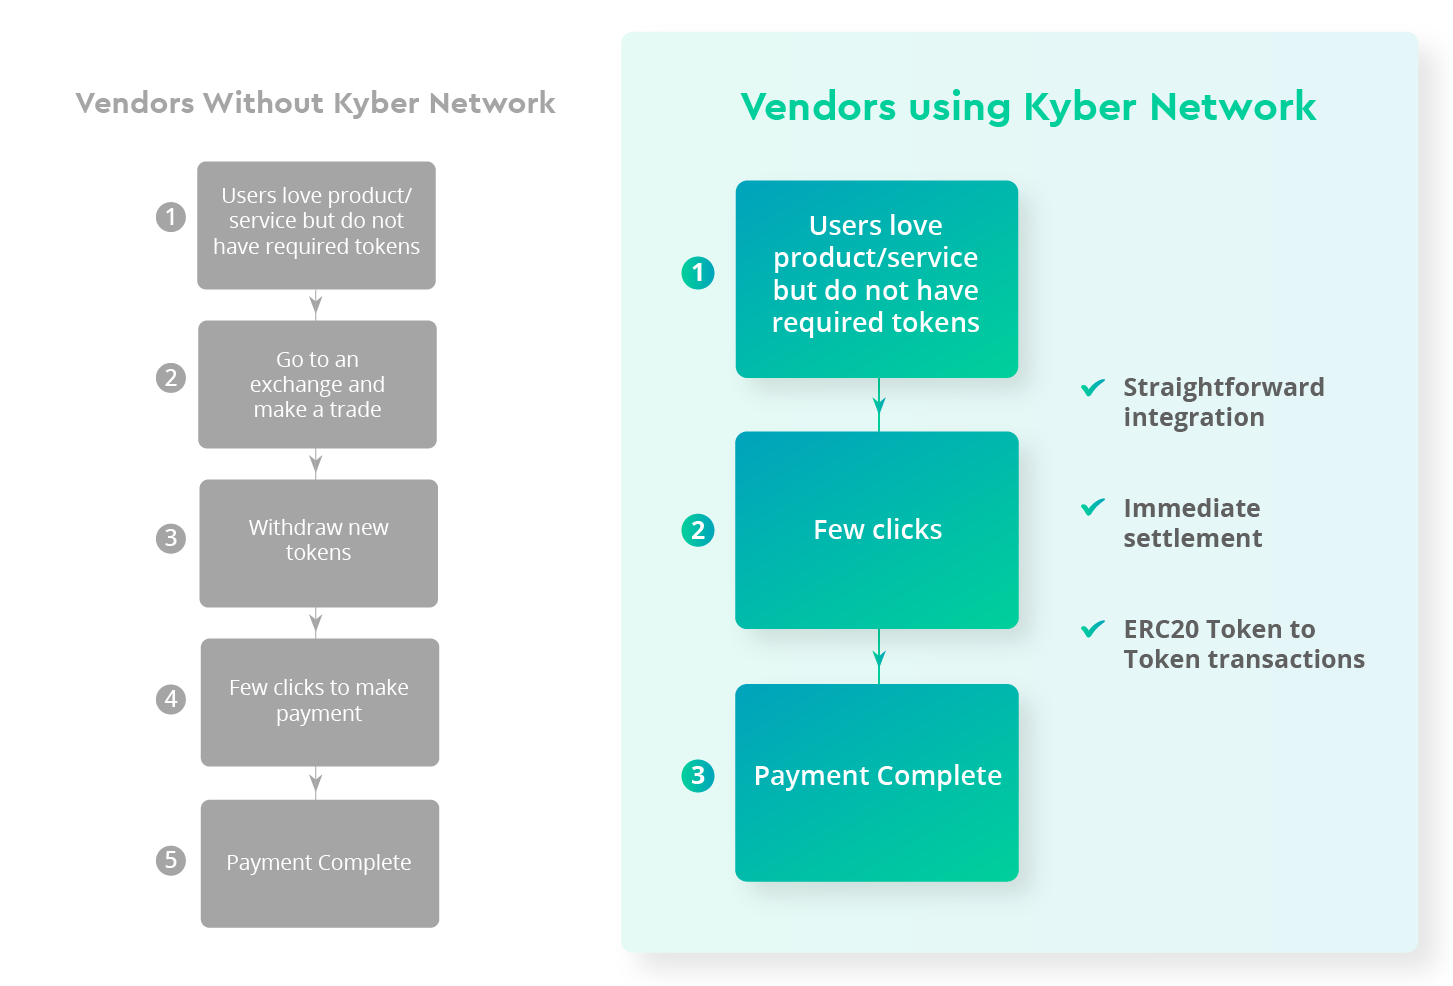 Vendors Without Kyber Network
1
Users love product/
service but do not
have required tokens
2
Go to an
exchange and
make a trade
3
Withdraw new
tokens
4
Few clicks to make
payment
5
Payment Complete
Vendors using Kyber Network
1
Users love
product/service
but do not have
required tokens
2
Few clicks
3
Payment Complete
Straightforward
integration
Immediate
settlement
ERC20 Token to
Token transactions